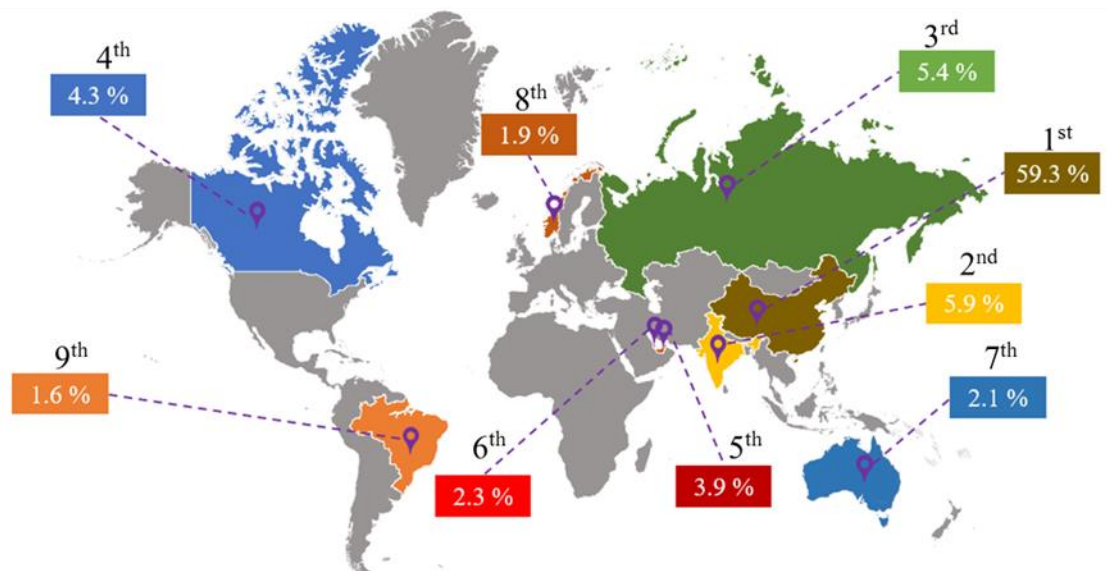 4th
4.3 %
8th
1.9 %
3rd
5.4 %
1st
59.3 %
2nd
5.9 %
9th
1.6 %
6th
2.3 %
5th
3.9 %
7th
2.1 %